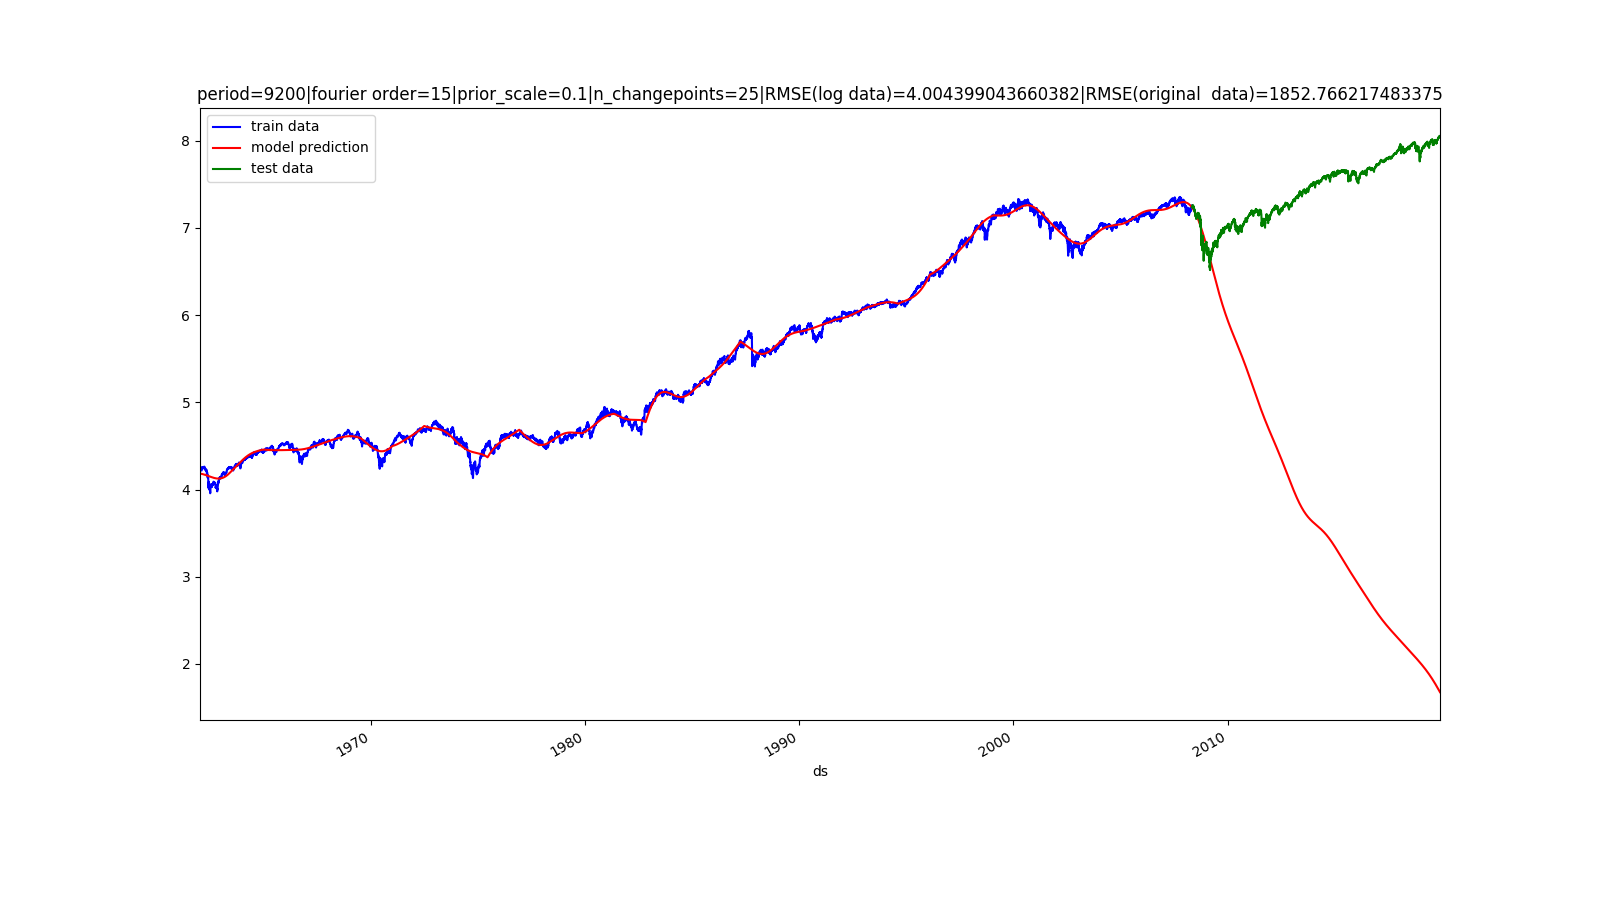 period=9200|fourier order=15|prior_scale=0.1|n_changepoints=25|RMSE(log data)=4.004399043660382|RMSE(original  data)=1852.766217483375
train data
model prediction
test data
8
7
6
5
4
3
2
1970
1980
1990
2000
2010
ds